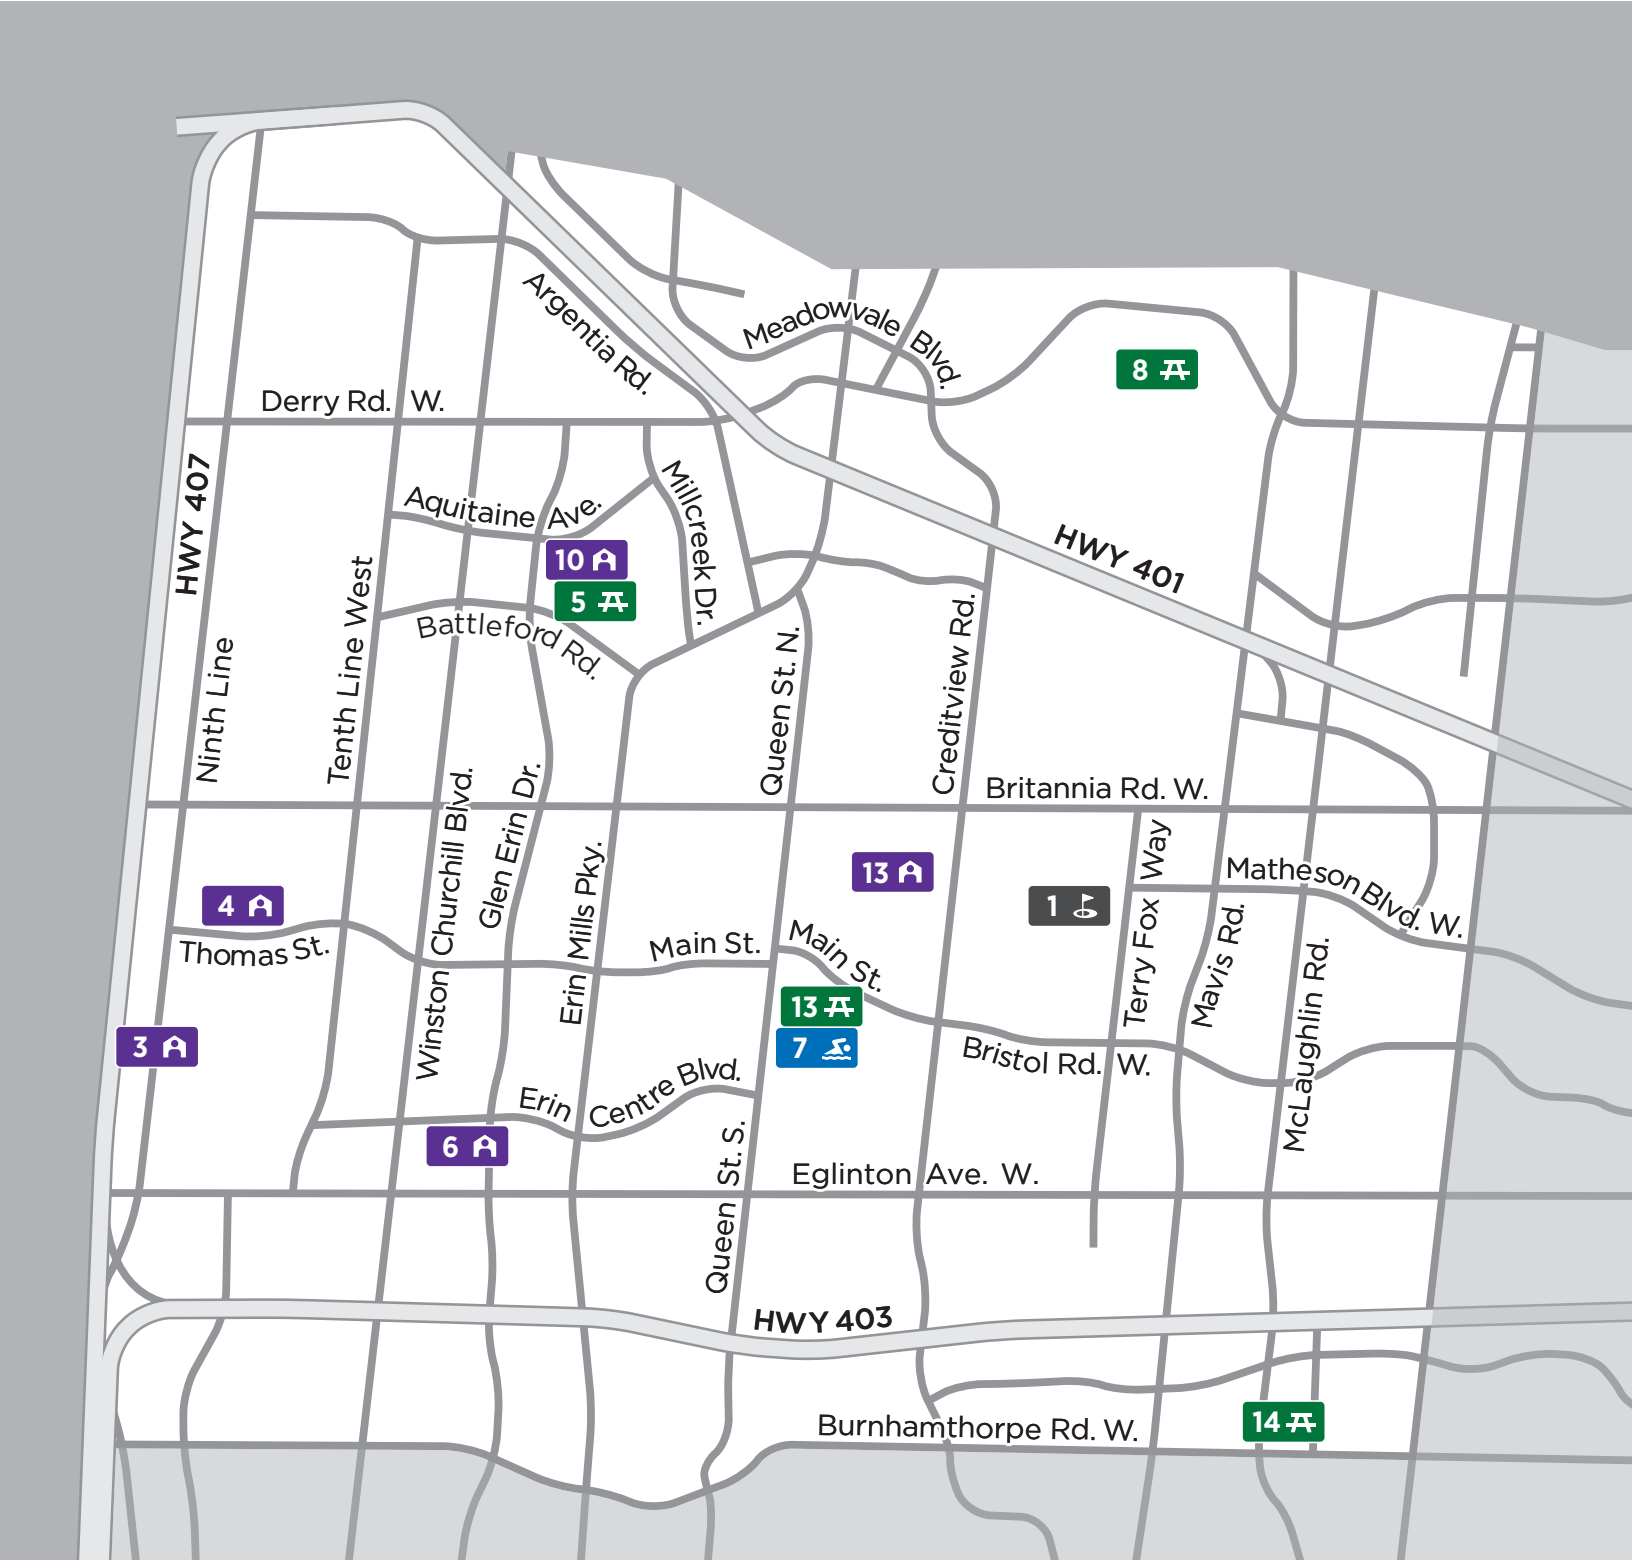 Meadowvale Blvd.
Argentia Rd.
8
Derry Rd. W.
HWY 407
Aquitaine Ave.
Millcreek Dr.
HWY 401
10
5
Battleford Rd.
Ninth Line
Tenth Line West
Queen St. N.
Creditview Rd.
Britannia Rd. W.
Winston Churchill Blvd.
Glen Erin Dr.
Erin Mills Pky.
13
Terry Fox Way
Matheson Blvd. W.
4
1
Thomas St.
Main St.
Main St.
Mavis Rd.
McLaughlin Rd.
13
3
7
Bristol Rd. W.
Erin Centre Blvd.
6
Queen St. S.
Eglinton Ave. W.
HWY 403
14
Burnhamthorpe Rd. W.